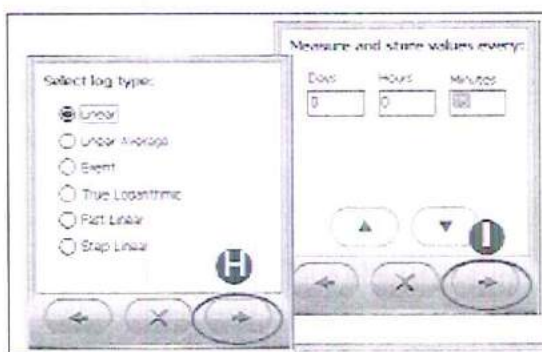 Measure and store values every:
Days Hours Minutes
0 0
Select log type:
Linear
Linear Average
Event
True Logarithmic
Fast Linear
Step Linear
H
I